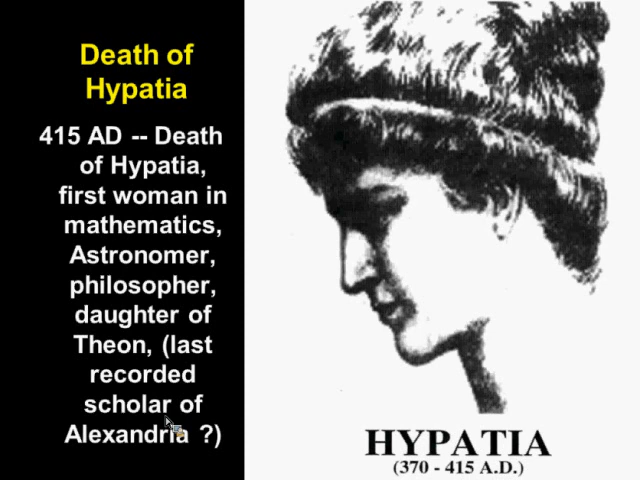 Death of
Hypatia
415 AD -- Death
of Hypatia,
first woman in
mathematics,
Astronomer,
philosopher,
daughter of
Theon, (last
recorded
scholar of
Alexandria ?)
HYPATIA
(370 - 415 A.D.)